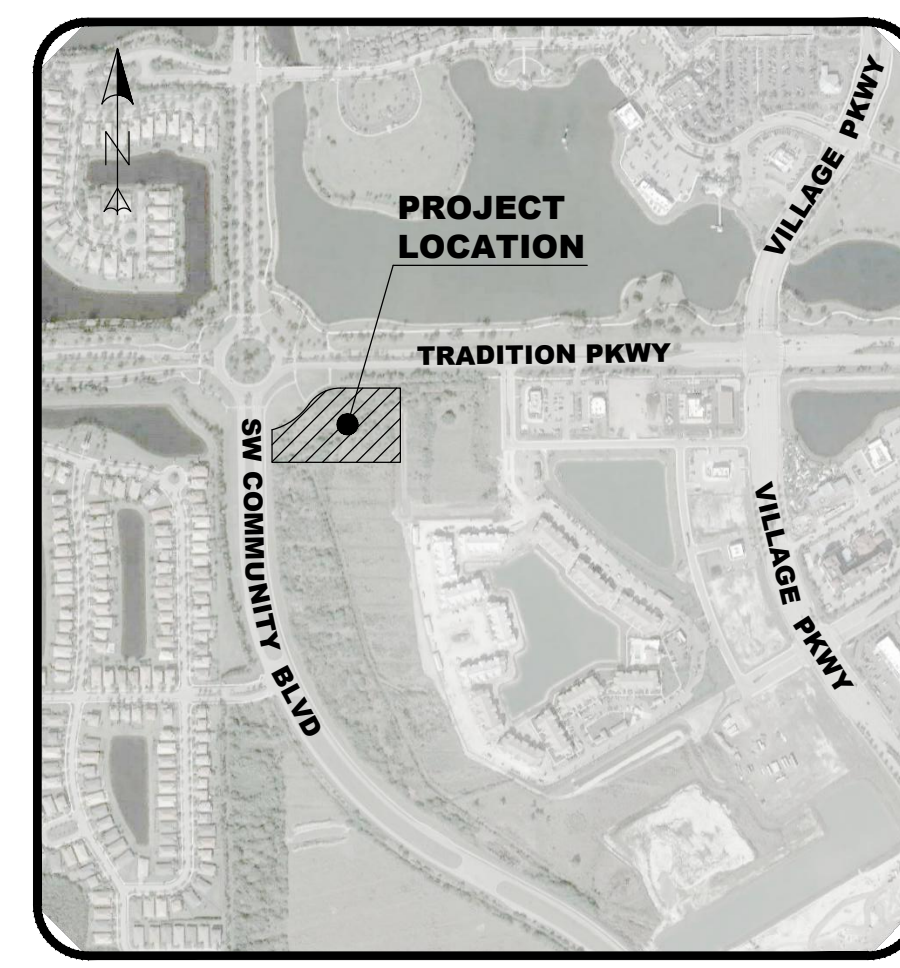 N
VILLAGE PKWY
PROJECT
LOCATION
TRADITION PKWY
SW COMMUNITY BLVD
VILLAGE PKWY